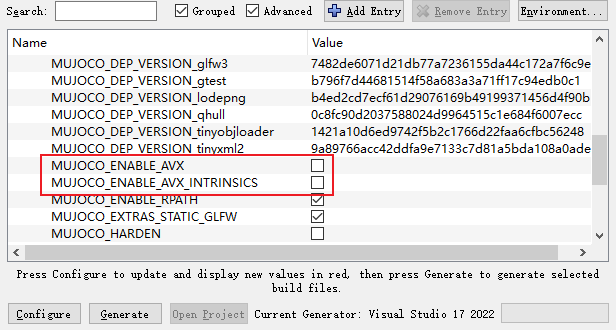 Search: Grouped Advanced Add Entry Remove Entry Environment...
Name Value
MUJOCO_DEP_VERSION_glfw3 7482de6071d21db77a7236155da44c172a7f6c9e
MUJOCO_DEP_VERSION_gtest b796f7d44681514f58a683a3a71ff17c94edb0c1
MUJOCO_DEP_VERSION_lodepng b4ed2cd7ecf61d29076169b49199371456d4f90b
MUJOCO_DEP_VERSION_qhull 0c8fc90d2037588024d9964515c1e684f6007ecc
MUJOCO_DEP_VERSION_tinyobjloader 1421a10d6ed9742f5b2c1766d22faa6cfbc56248
MUJOCO_DEP_VERSION_tinyxml2 9a89766acc42ddfa9e7133c7d81a5bda108a0ade
MUJOCO_ENABLE_AVX
MUJOCO_ENABLE_AVX_INTRINSICS
MUJOCO_ENABLE_RPATH
MUJOCO_EXTRAS_STATIC_GLFW
MUJOCO_HARDEN
Press Configure to update and display new values in red, then press Generate to generate selected
build files.
Configure Generate Open Project Current Generator: Visual Studio 17 2022